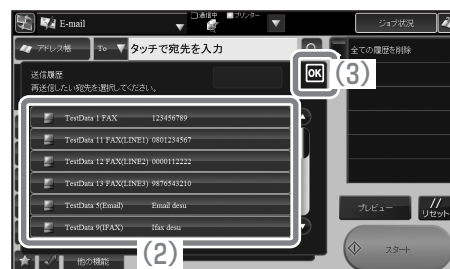 E-mail
通信中
プリンター
ジョブ状況
アドレス帳
To
タッチで宛先を入力
全ての履歴を削除
送信履歴
再送信したい宛先を選択してください。
OK
(3)
TestData 1 FAX 123456789
TestData 11 FAX(LINE1) 0801234567
TestData 12 FAX(LINE2) 0000112222
TestData 13 FAX(LINE3) 9876543210
TestData 5(Email) Email desu
TestData 9(IFAX) Ifax desu
(2)
プレビュー
リセット
スタート
他の機能